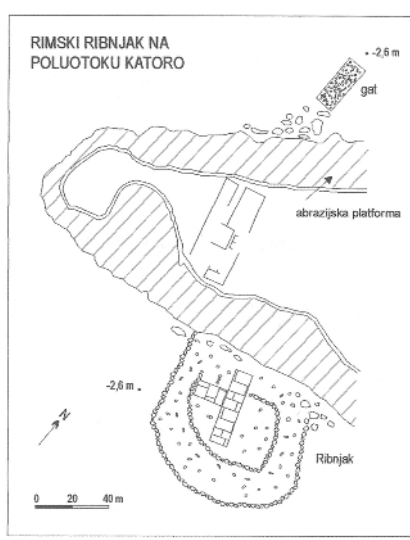 RIMSKI RIBNJAK NA
POLUOTOKU KATORO
-2,6 m
gat
abrazijska platforma
-2,6 m
N
Ribnjak
0 20 40 m